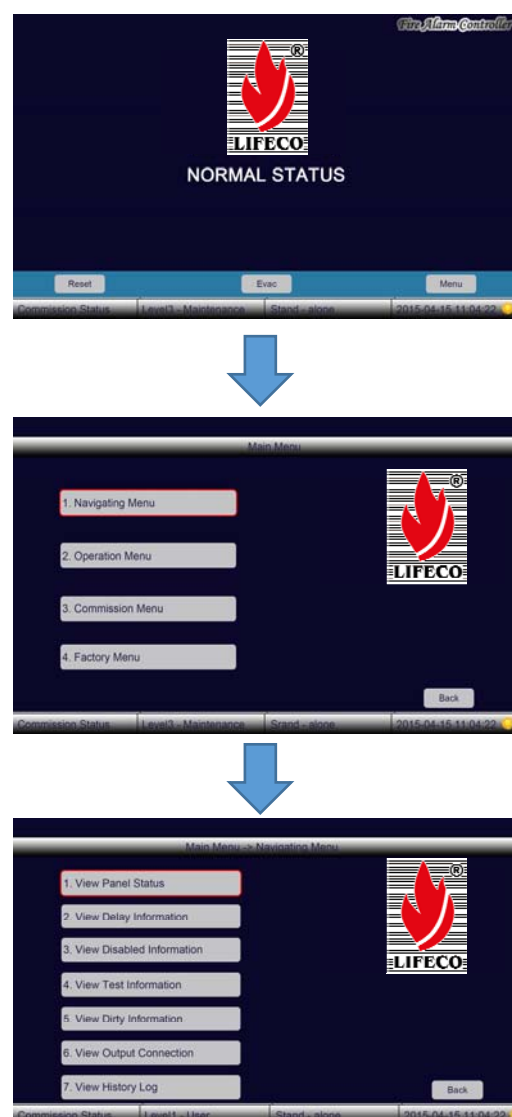 Fire Alarm Controller
®
LIFECO
NORMAL STATUS
Reset Evac Menu
Commission Status Level3 - Maintenance Stand - alone 2015-04-15 11:04:22
Main Menu
®
1. Navigating Menu
2. Operation Menu
LIFECO
3. Commission Menu
4. Factory Menu
Back
Commission Status Level3 - Maintenance Srand - alone 2015-04-15 11:04:22
Main Menu -> Navigating Menu
®
1. View Panel Status
2. View Delay Information
3. View Disabled Information
LIFECO
4. View Test Information
5. View Dirty Information
6. View Output Connection
7. View History Log
Back
Commission Status Level1 - User Stand - alone 2015-04-15 11:04:22